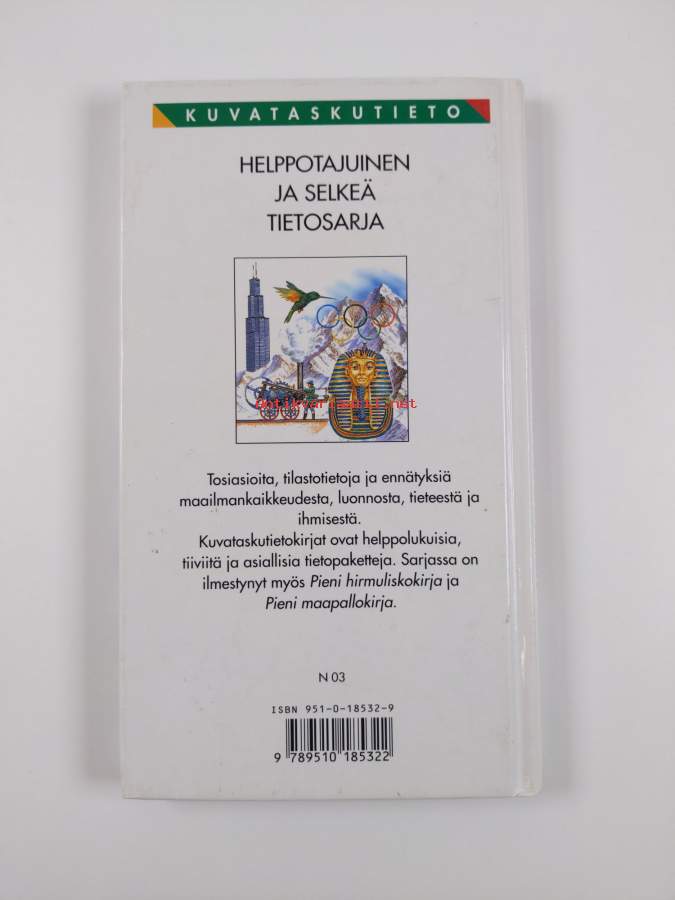 KUVATASKUTIETO
HELPPOTAJUINEN
JA SELKEÄ
TIETOSARJA
antikvariaatti.net
Tosiasioita, tilastotietoja ja ennätyksiä
maailmankaikkeudesta, luonnosta, tieteestä ja
ihmisestä.
Kuvataskutietokirjat ovat helppolukuisia,
tiiviitä ja asiallisia tietopaketteja. Sarjassa on
ilmestynyt myös Pieni hirmuliskokirja ja
Pieni maapallokirja.
N 03
ISBN 951-0-18532-9
9 789510 185322